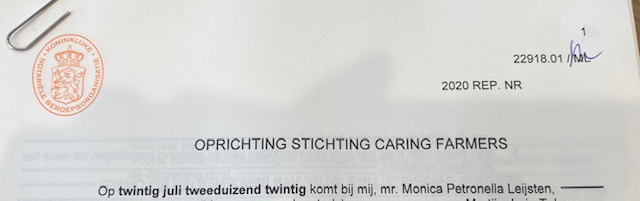 1
22918.01 / ML
2020 REP. NR
KONINKLIJKE NOTARIËLE BEROEPSORGANISATIE
OPRICHTING STICHTING CARING FARMERS
Op twintig juli tweeduizend twintig komt bij mij, mr. Monica Petronella Leijsten,